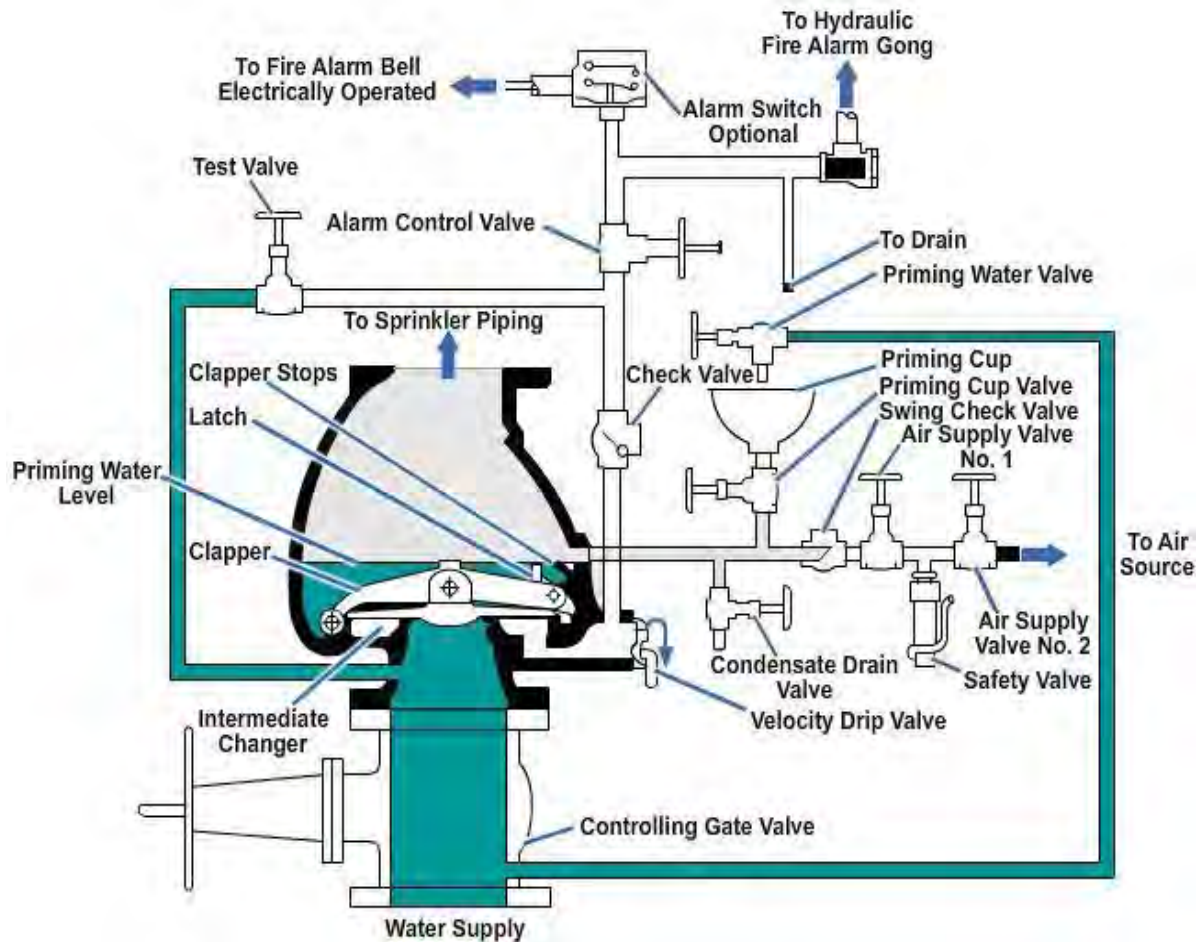 To Hydraulic
Fire Alarm Gong
To Fire Alarm Bell
Electrically Operated
Alarm Switch
Optional
Test Valve
Alarm Control Valve
To Drain
Priming Water Valve
To Sprinkler Piping
Clapper Stops
Check Valve
Priming Cup
Priming Cup Valve
Latch
Swing Check Valve
Air Supply Valve
No. 1
Priming Water
Level
Clapper
To Air
Source
Air Supply
Valve No. 2
Condensate Drain
Valve
Safety Valve
Velocity Drip Valve
Intermediate
Changer
Controlling Gate Valve
Water Supply